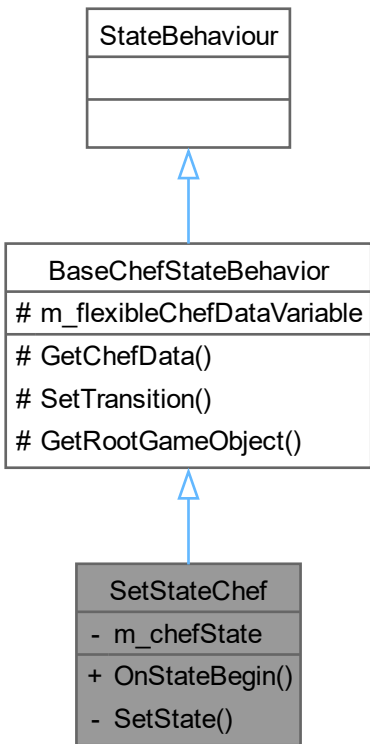 StateBehaviour
BaseChefStateBehavior
# m_flexibleChefDataVariable
# GetChefData()
# SetTransition()
# GetRootGameObject()
SetStateChef
- m_chefState
+ OnStateBegin()
- SetState()